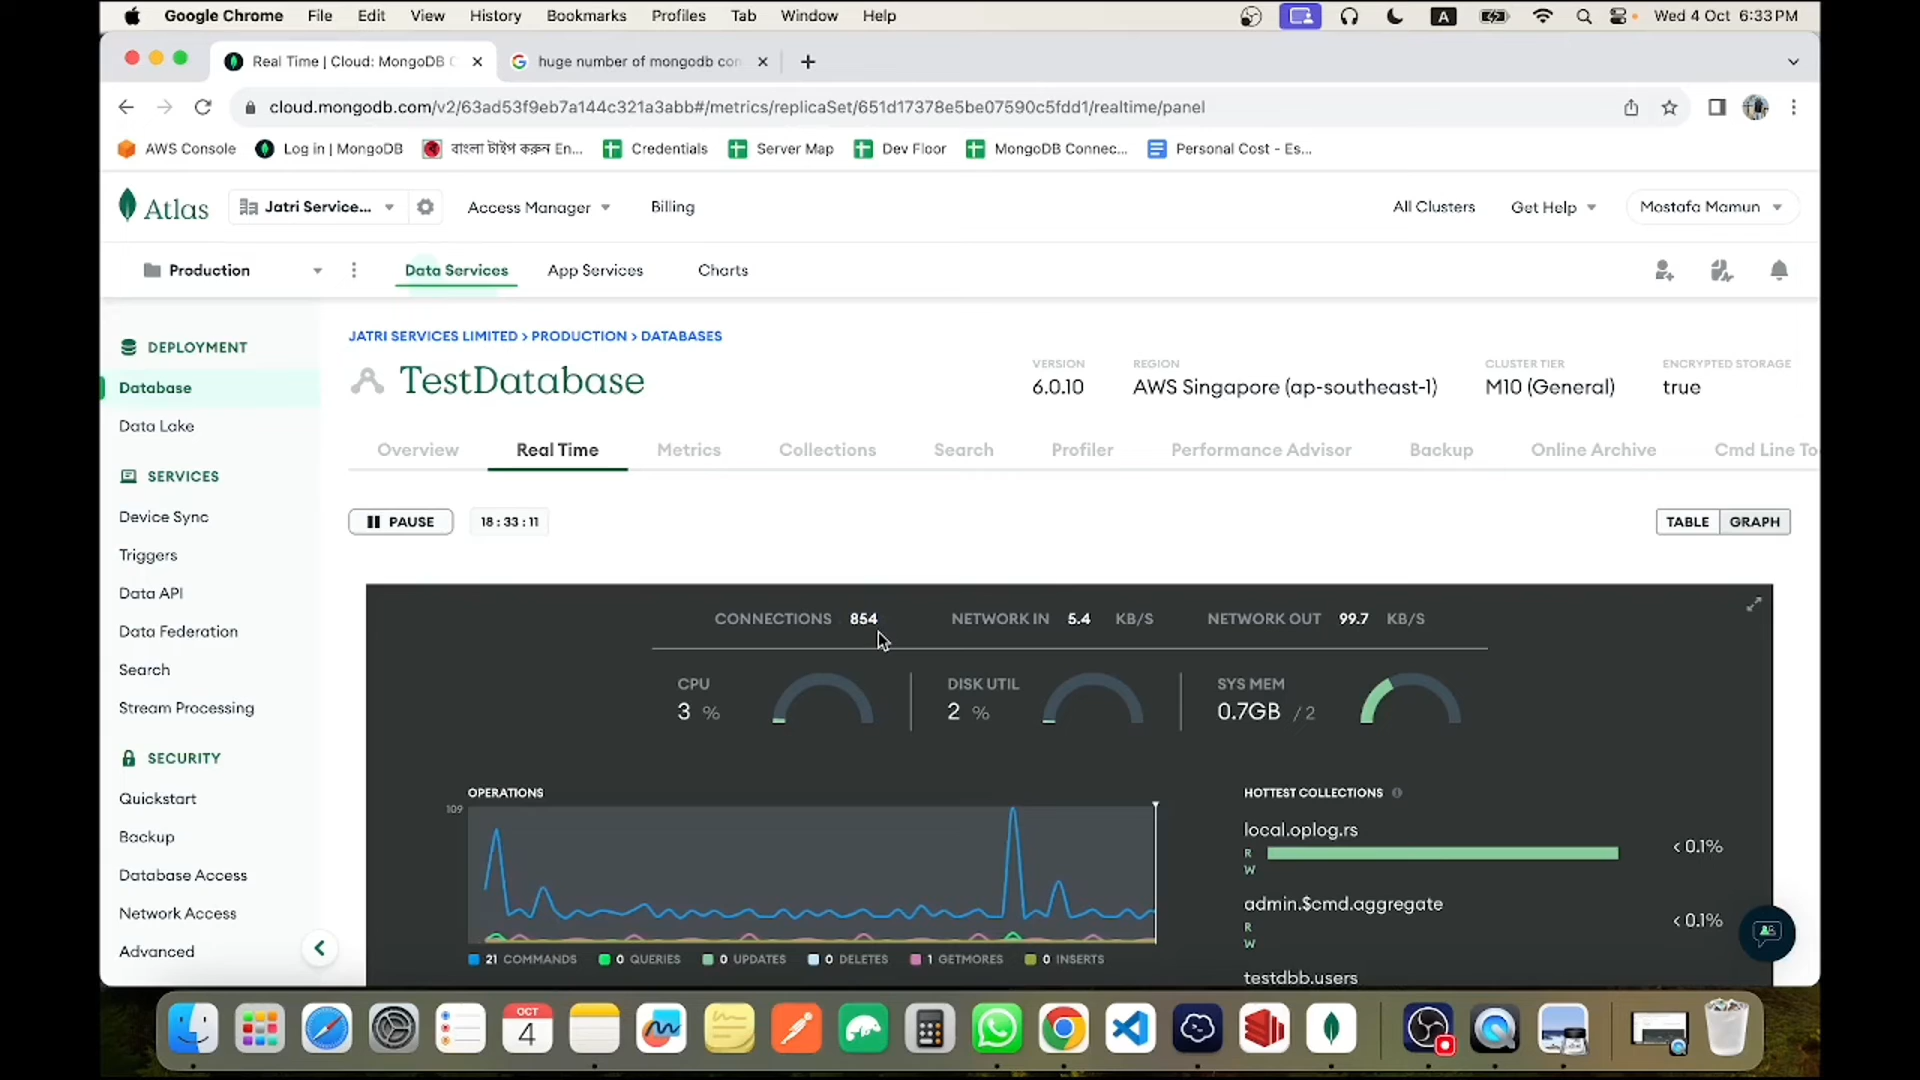 Google Chrome File Edit View History Bookmarks Profiles Tab Window Help A Wed 4 Oct 6:33 PM
Real Time | Cloud: MongoDB C huge number of mongodb con
cloud.mongodb.com/v2/63ad53f9eb7a144c321a3abb#/metrics/replicaSet/651d17378e5be07590c5fdd1/realtime/panel
AWS Console Log in | MongoDB বাংলা টাইপ করুন En... Credentials Server Map Dev Floor MongoDB Connec... Personal Cost - Es...
Atlas Jatri Service... Access Manager Billing All Clusters Get Help Mostafa Mamun
Production Data Services App Services Charts
DEPLOYMENT
Database
Data Lake
SERVICES
Device Sync
Triggers
Data API
Data Federation
Search
Stream Processing
SECURITY
Quickstart
Backup
Database Access
Network Access
Advanced
JATRI SERVICES LIMITED > PRODUCTION > DATABASES
TestDatabase
VERSION
6.0.10
REGION
AWS Singapore (ap-southeast-1)
CLUSTER TIER
M10 (General)
ENCRYPTED STORAGE
true
Overview Real Time Metrics Collections Search Profiler Performance Advisor Backup Online Archive Cmd Line To
PAUSE 18 : 33 : 11 TABLE GRAPH
CONNECTIONS 854 NETWORK IN 5.4 KB/S NETWORK OUT 99.7 KB/S
CPU
3 %
DISK UTIL
2 %
SYS MEM
0.7GB / 2
OPERATIONS
109
21 COMMANDS 0 QUERIES 0 UPDATES 0 DELETES 1 GETMORES 0 INSERTS
HOTTEST COLLECTIONS
local.oplog.rs
R
W
< 0.1%
admin.$cmd.aggregate
R
W
< 0.1%
testdbb.users
OCT
4